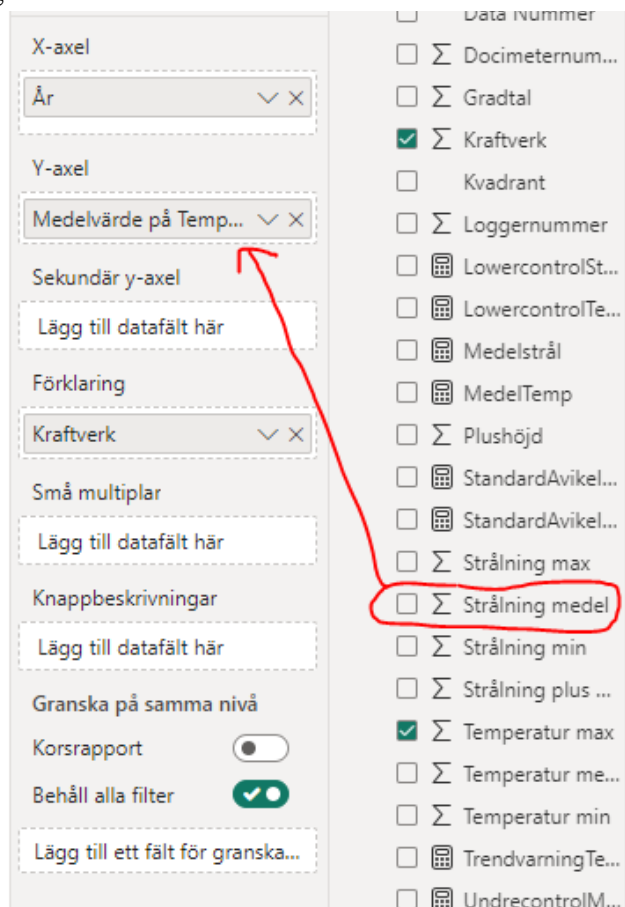 X-axel
År
Y-axel
Medelvärde på Temp...
Sekundär y-axel
Lägg till datafält här
Förklaring
Kraftverk
Små multiplar
Lägg till datafält här
Knappbeskrivningar
Lägg till datafält här
Granska på samma nivå
Korsrapport
Behåll alla filter
Lägg till ett fält för granska...
Data Nummer
Docimeternum...
Gradtal
Kraftverk
Kvadrant
Loggernummer
LowercontrolSt...
LowercontrolTe...
Medelstrål
MedelTemp
Plushöjd
StandardAvikel...
StandardAvikel...
Strålning max
Strålning medel
Strålning min
Strålning plus ...
Temperatur max
Temperatur me...
Temperatur min
TrendvarningTe...
UndrecontrolM...